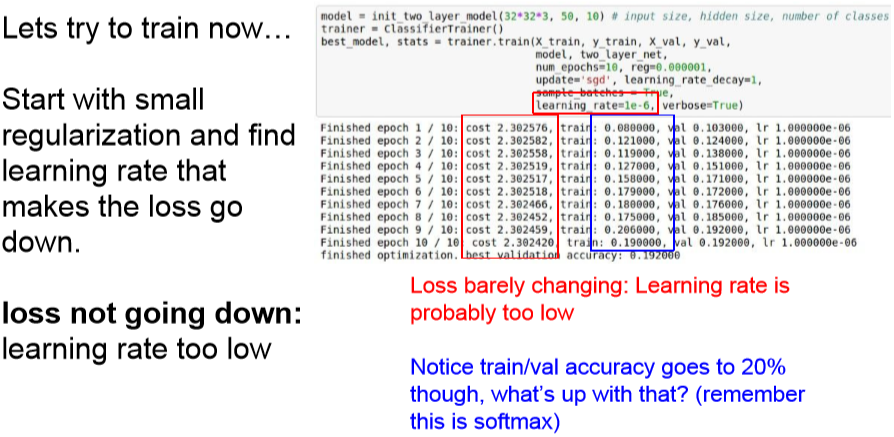 Lets try to train now…
Start with small
regularization and find
learning rate that
makes the loss go
down.
loss not going down:
learning rate too low
model = init_two_layer_model(32*32*3, 50, 10) # input size, hidden size, number of classes
trainer = ClassifierTrainer()
best_model, stats = trainer.train(X_train, y_train, X_val, y_val,
model, two_layer_net,
num_epochs=10, reg=0.000001,
update='sgd', learning_rate_decay=1,
sample_batches = True,
learning_rate=1e-6, verbose=True)
Finished epoch 1 / 10: cost 2.302576, train: 0.080000, val 0.103000, lr 1.000000e-06
Finished epoch 2 / 10: cost 2.302582, train: 0.121000, val 0.124000, lr 1.000000e-06
Finished epoch 3 / 10: cost 2.302558, train: 0.119000, val 0.138000, lr 1.000000e-06
Finished epoch 4 / 10: cost 2.302519, train: 0.127000, val 0.151000, lr 1.000000e-06
Finished epoch 5 / 10: cost 2.302517, train: 0.158000, val 0.171000, lr 1.000000e-06
Finished epoch 6 / 10: cost 2.302518, train: 0.179000, val 0.172000, lr 1.000000e-06
Finished epoch 7 / 10: cost 2.302466, train: 0.180000, val 0.176000, lr 1.000000e-06
Finished epoch 8 / 10: cost 2.302452, train: 0.175000, val 0.185000, lr 1.000000e-06
Finished epoch 9 / 10: cost 2.302459, train: 0.206000, val 0.192000, lr 1.000000e-06
Finished epoch 10 / 10 cost 2.302420, train: 0.190000, val 0.192000, lr 1.000000e-06
finished optimization. best validation accuracy: 0.192000
Loss barely changing: Learning rate is
probably too low
Notice train/val accuracy goes to 20%
though, what's up with that? (remember
this is softmax)